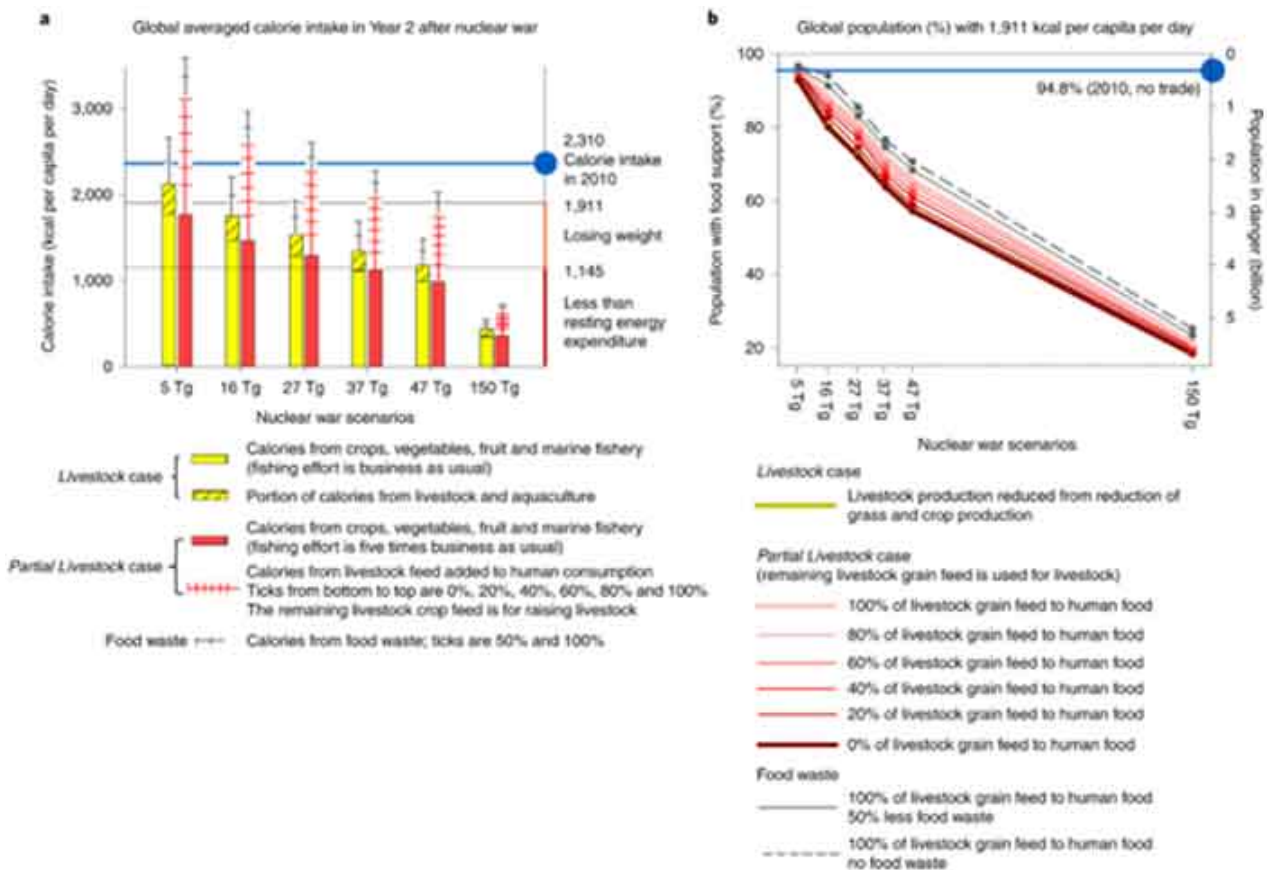 a
Global averaged calorie intake in Year 2 after nuclear war
Calorie intake (kcal per capita per day)
3,000
2,000
1,000
0
2,310
Calorie intake
in 2010
1,911
Losing weight
1,145
Less than
resting energy
expenditure
5 Tg 16 Tg 27 Tg 37 Tg 47 Tg 150 Tg
Nuclear war scenarios
Livestock case
Calories from crops, vegetables, fruit and marine fishery
(fishing effort is business as usual)
Portion of calories from livestock and aquaculture
Partial Livestock case
Calories from crops, vegetables, fruit and marine fishery
(fishing effort is five times business as usual)
Calories from livestock feed added to human consumption
Ticks from bottom to top are 0%, 20%, 40%, 60%, 80% and 100%
The remaining livestock crop feed is for raising livestock
Food waste
Calories from food waste; ticks are 50% and 100%
b
Global population (%) with 1,911 kcal per capita per day
Population with food support (%)
100
80
60
40
20
94.8% (2010, no trade)
0
1
2
3
4
5
Population in danger (billion)
5 Tg
16 Tg
27 Tg
37 Tg
47 Tg
150 Tg
Nuclear war scenarios
Livestock case
Livestock production reduced from reduction of
grass and crop production
Partial Livestock case
(remaining livestock grain feed is used for livestock)
100% of livestock grain feed to human food
80% of livestock grain feed to human food
60% of livestock grain feed to human food
40% of livestock grain feed to human food
20% of livestock grain feed to human food
0% of livestock grain feed to human food
Food waste
100% of livestock grain feed to human food
50% less food waste
100% of livestock grain feed to human food
no food waste